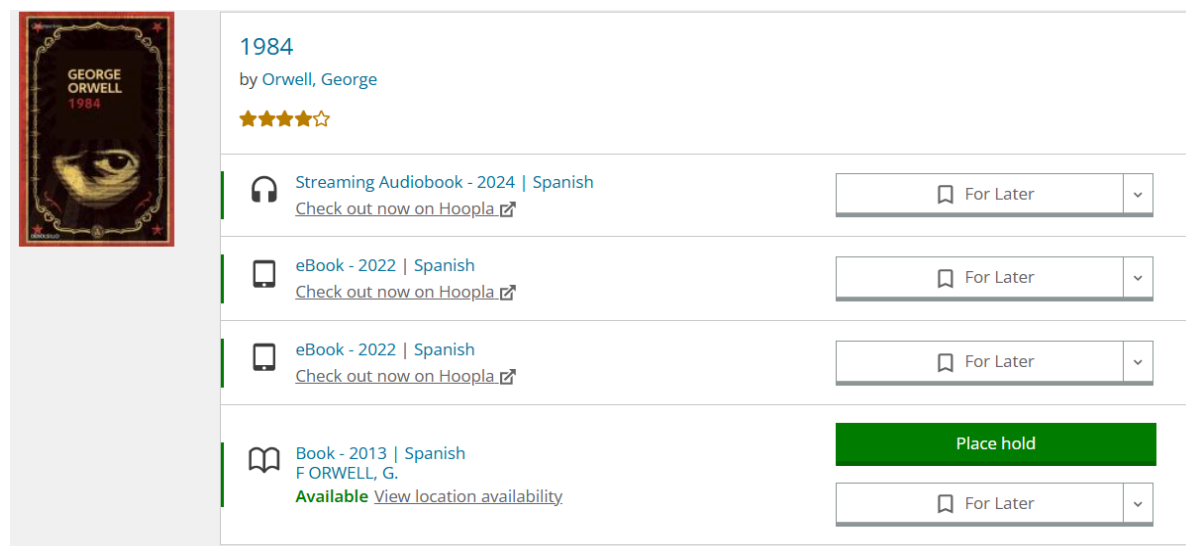 GEORGE
ORWELL
1984
1984
by Orwell, George
Streaming Audiobook - 2024 | Spanish
Check out now on Hoopla
For Later
eBook - 2022 | Spanish
Check out now on Hoopla
For Later
eBook - 2022 | Spanish
Check out now on Hoopla
For Later
Book - 2013 | Spanish
F ORWELL, G.
Available View location availability
Place hold
For Later